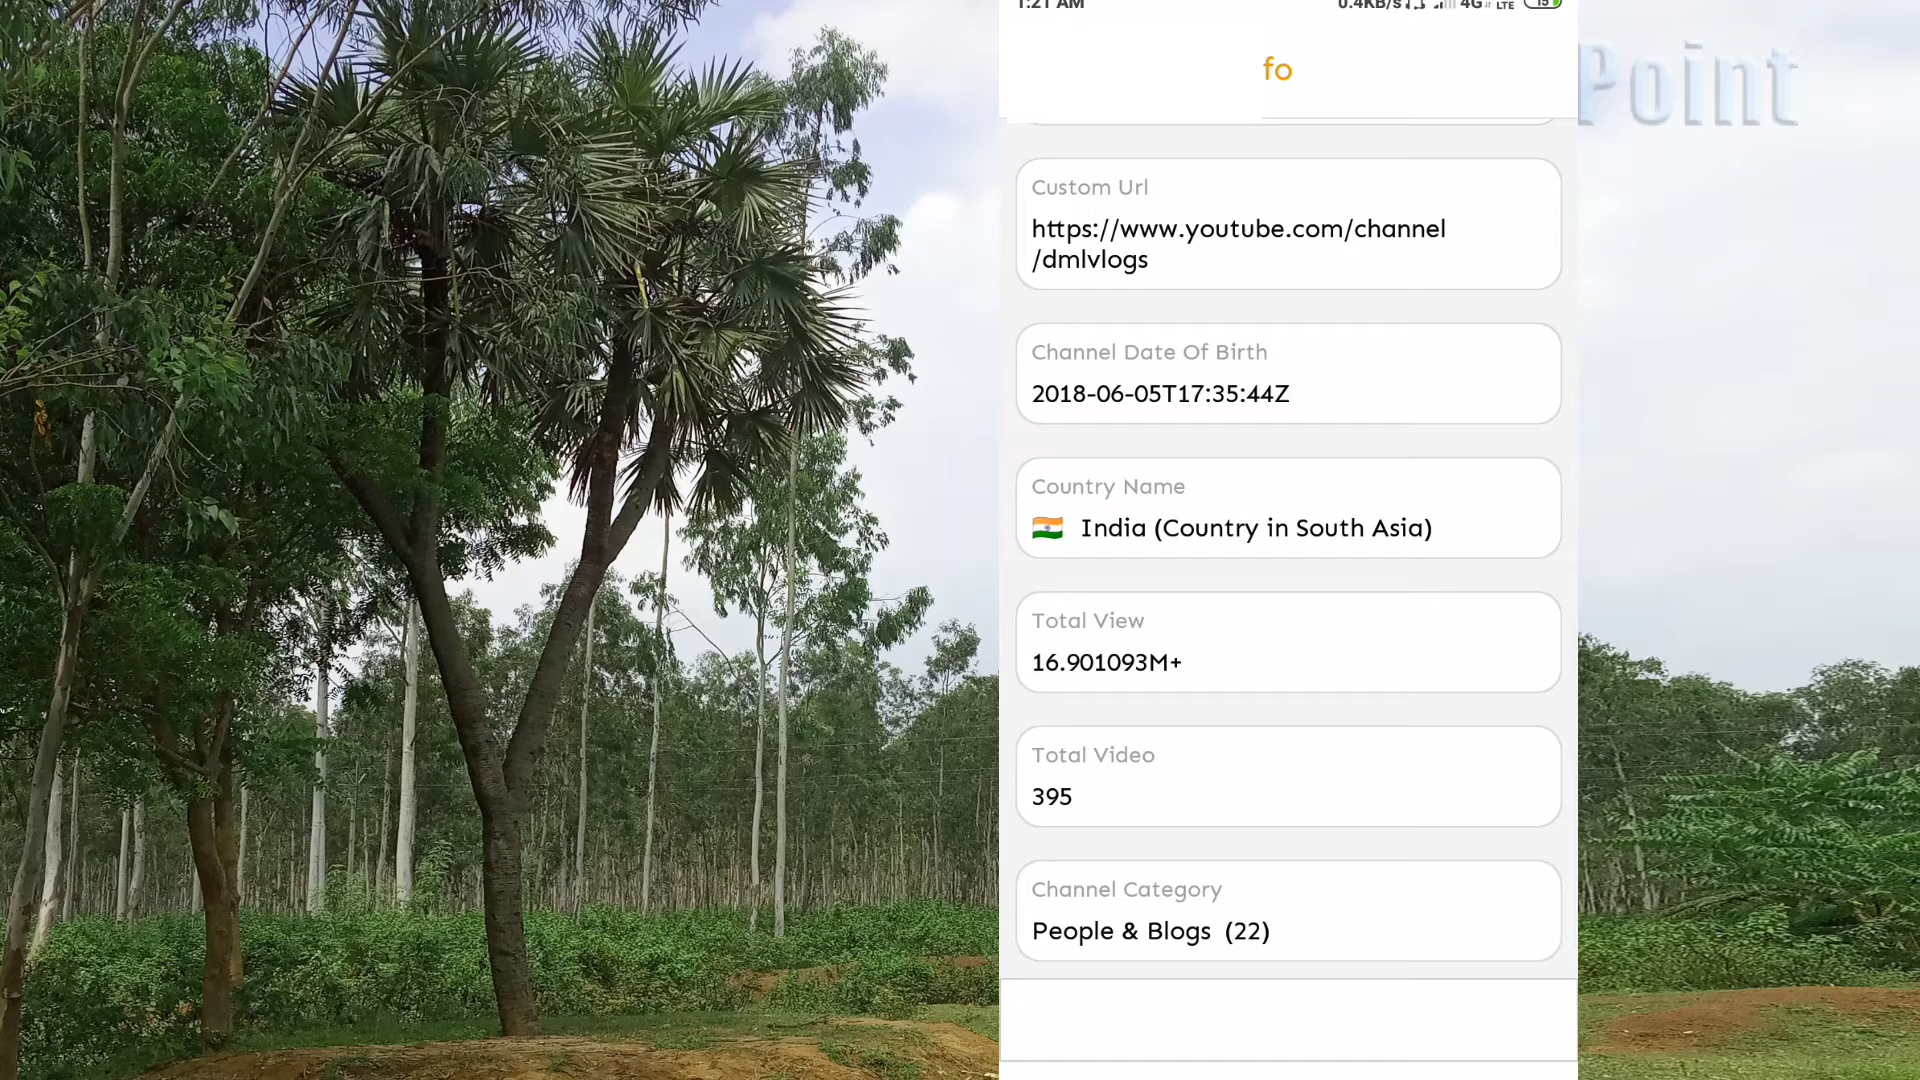 1:21 AM 0.4KB/s 4G LTE 15
fo
Point
Custom Url
https://www.youtube.com/channel
/dmlvlogs
Channel Date Of Birth
2018-06-05T17:35:44Z
Country Name
India (Country in South Asia)
Total View
16.901093M+
Total Video
395
Channel Category
People & Blogs (22)